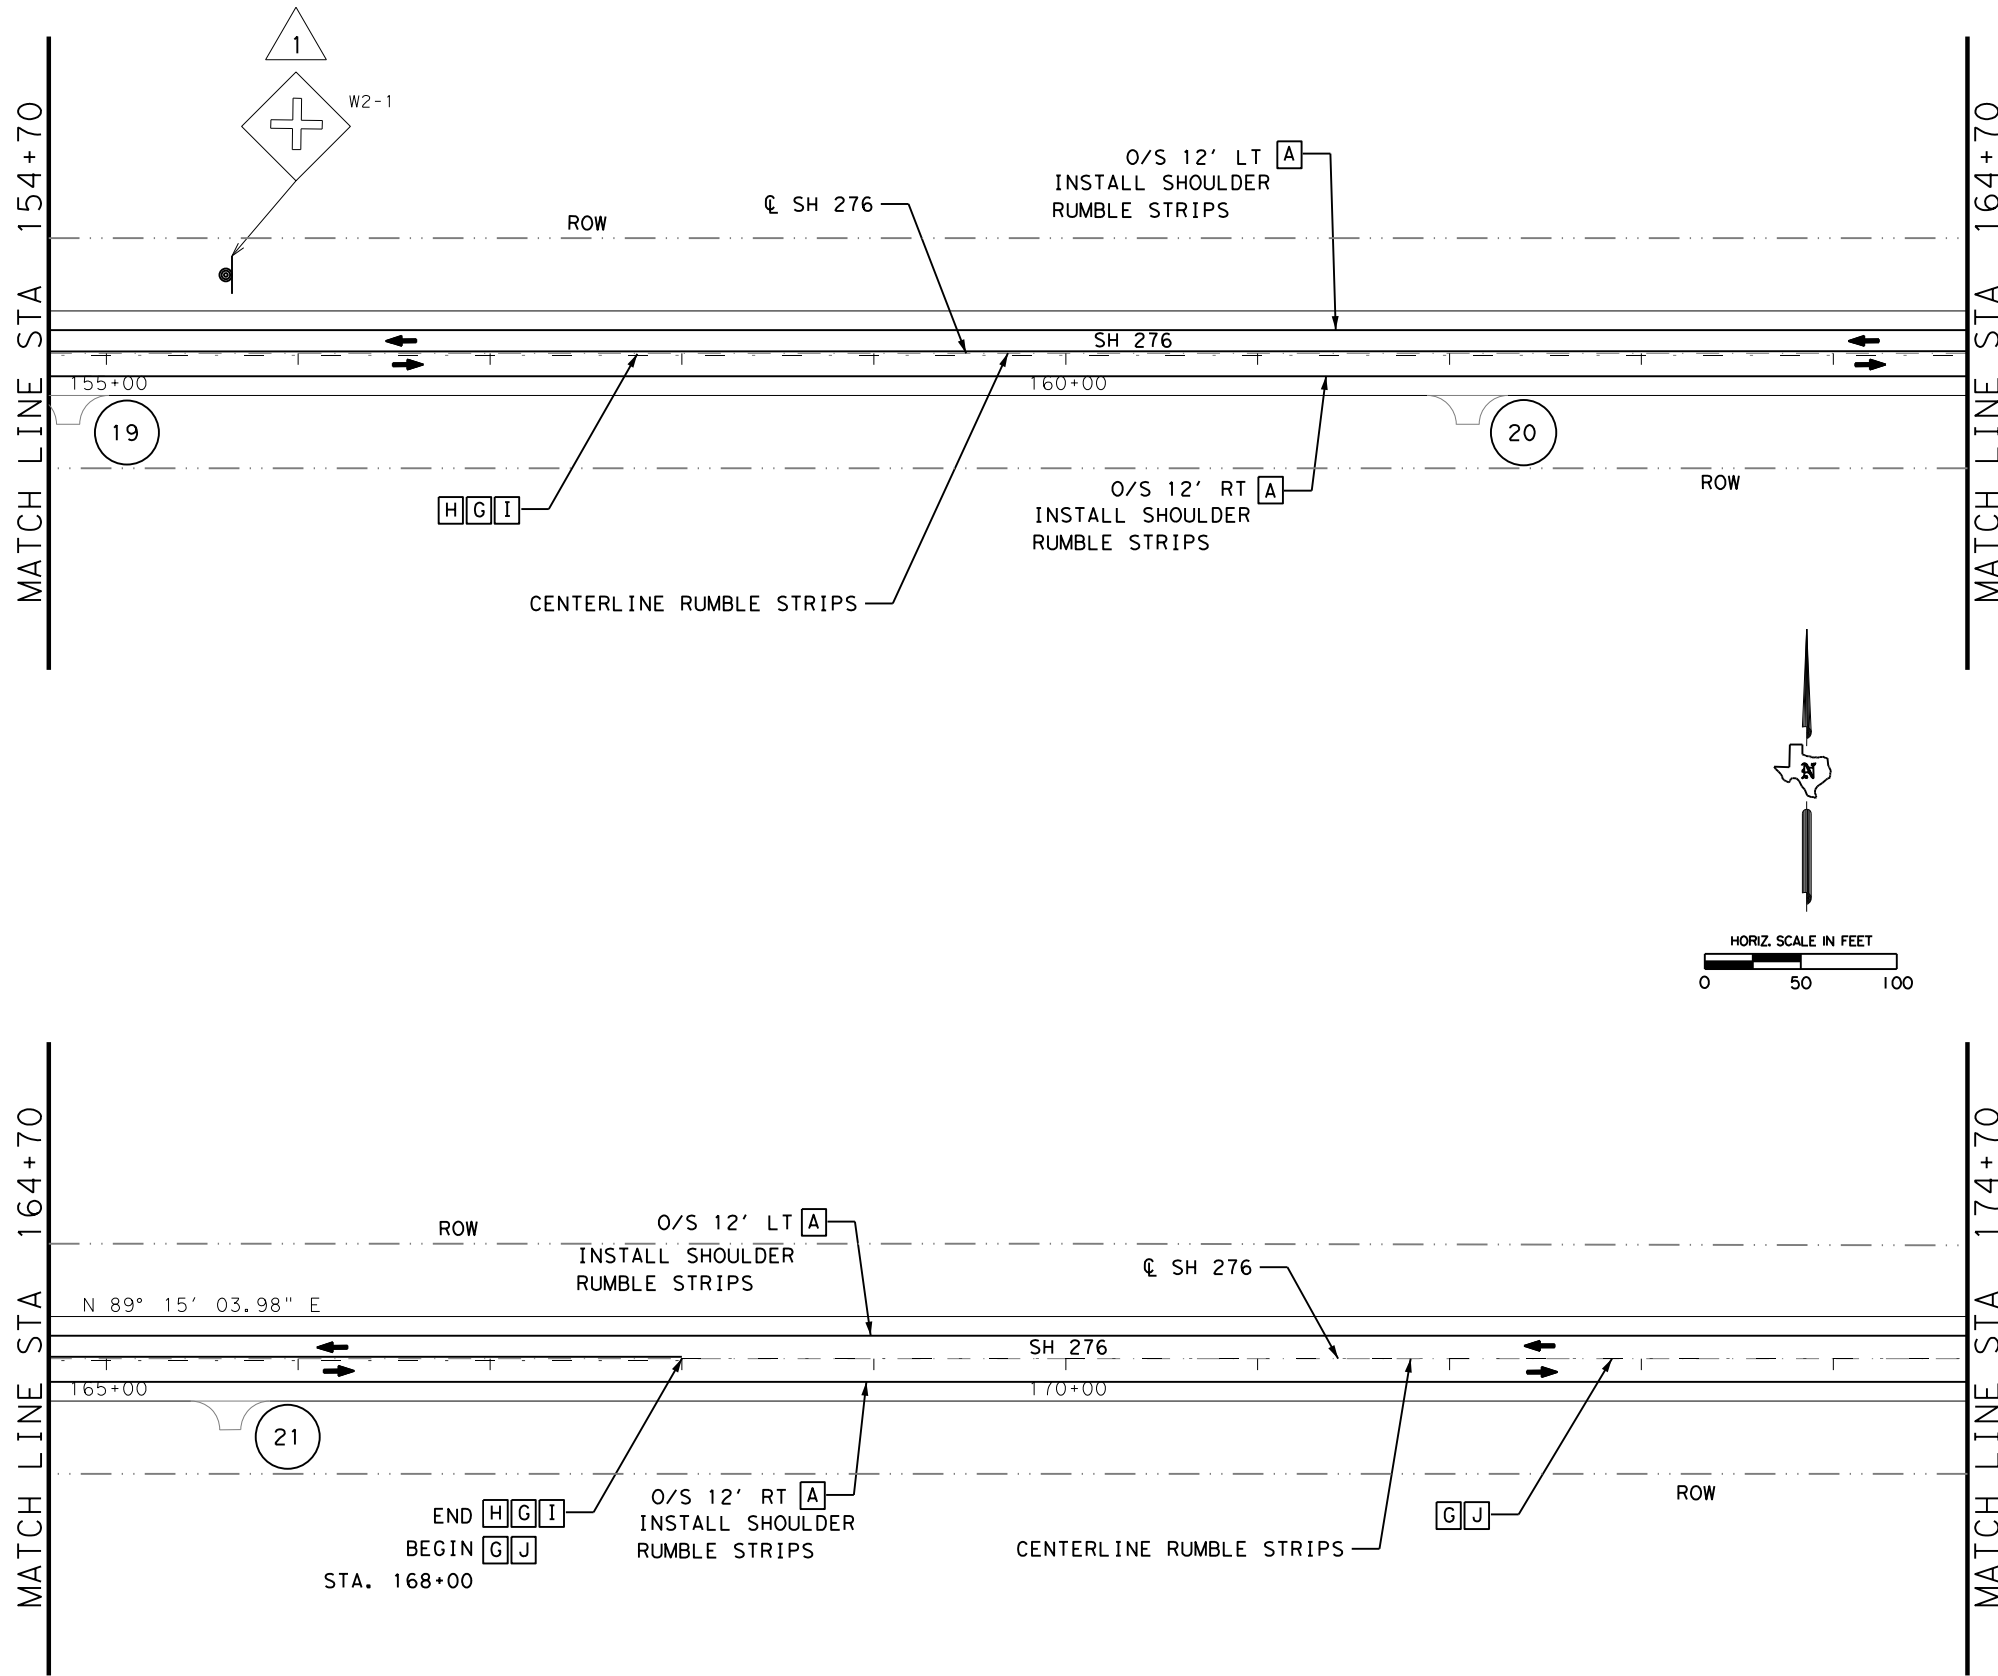 1
W2-1
MATCH LINE STA 154+70
MATCH LINE STA 164+70
O/S 12' LT A
INSTALL SHOULDER
RUMBLE STRIPS
℄ SH 276
ROW
SH 276
155+00
160+00
19
20
ROW
H G I
O/S 12' RT A
INSTALL SHOULDER
RUMBLE STRIPS
CENTERLINE RUMBLE STRIPS
N
HORIZ. SCALE IN FEET
0 50 100
MATCH LINE STA 164+70
MATCH LINE STA 174+70
ROW
O/S 12' LT A
INSTALL SHOULDER
RUMBLE STRIPS
℄ SH 276
N 89° 15' 03.98" E
SH 276
165+00
170+00
21
ROW
END H G I
BEGIN G J
STA. 168+00
O/S 12' RT A
INSTALL SHOULDER
RUMBLE STRIPS
G J
CENTERLINE RUMBLE STRIPS